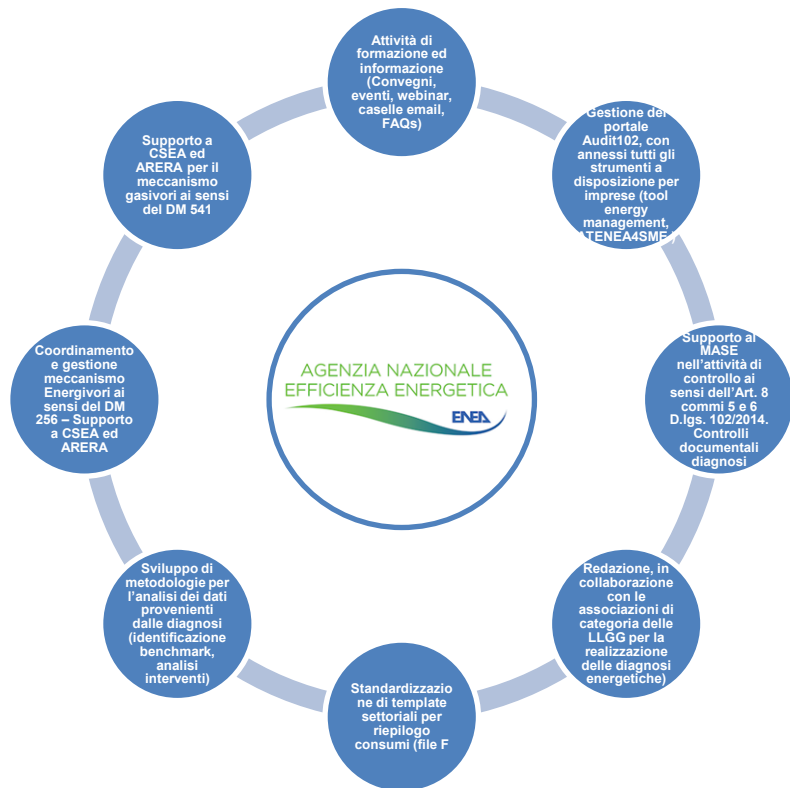 Attività di
formazione ed
informazione
(Convegni,
eventi, webinar,
caselle email,
FAQs)
Gestione del
portale
Audit102, con
annessi tutti gli
strumenti a
disposizione per
imprese (tool
energy
management,
ATENEA4SME )
Supporto al
MASE
nell'attività di
controllo ai
sensi dell'Art. 8
commi 5 e 6
D.lgs. 102/2014.
Controlli
documentali
diagnosi
Redazione, in
collaborazione
con le
associazioni di
categoria delle
LLGG per la
realizzazione
delle diagnosi
energetiche)
Standardizzazio
ne di template
settoriali per
riepilogo
consumi (file F
Sviluppo di
metodologie per
l'analisi dei dati
provenienti
dalle diagnosi
(identificazione
benchmark,
analisi
interventi)
Coordinamento
e gestione
meccanismo
Energivori ai
sensi del DM
256 – Supporto
a CSEA ed
ARERA
Supporto a
CSEA ed
ARERA per il
meccanismo
gasivori ai sensi
del DM 541
AGENZIA NAZIONALE
EFFICIENZA ENERGETICA
ENEA